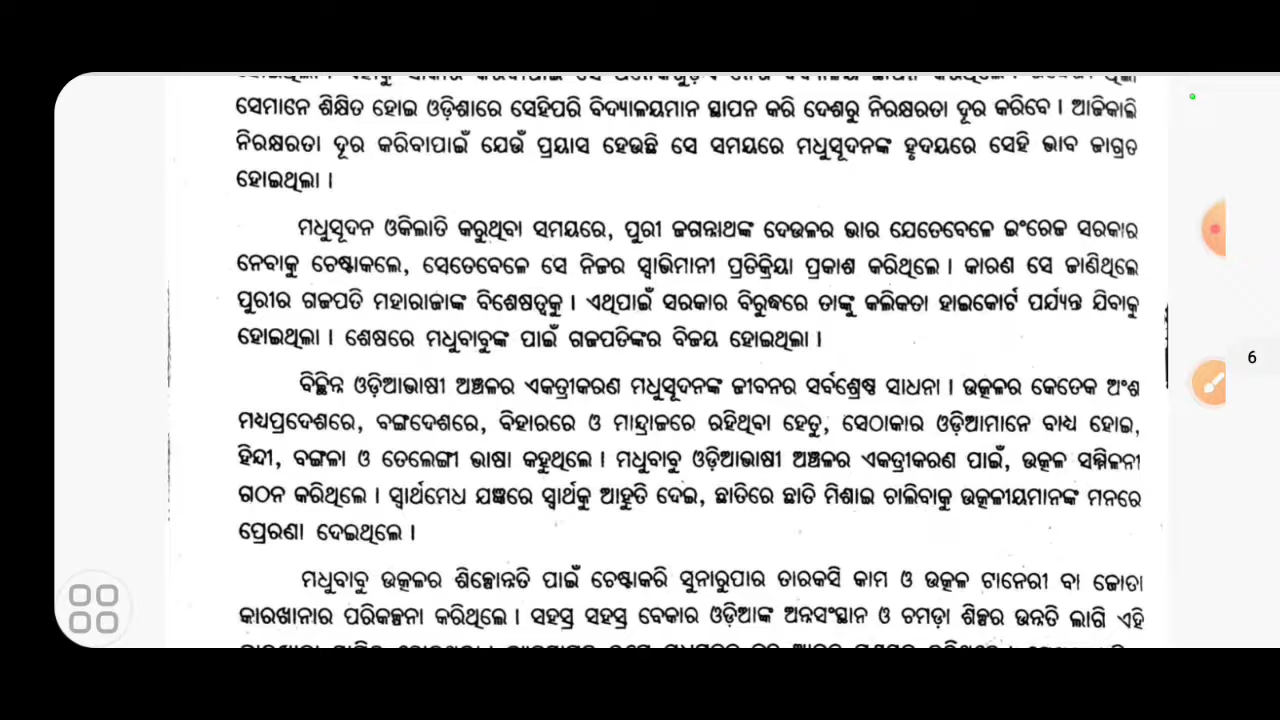 ସେମାନେ ଶିକ୍ଷିତ ହୋଇ ଓଡ଼ିଶାରେ ସେହିପରି ବିଦ୍ୟାଳୟମାନ ସ୍ଥାପନ କରି ଦେଶରୁ ନିରକ୍ଷରତା ଦୂର କରିବେ । ଆଜିକାଲି
ନିରକ୍ଷରତା ଦୂର କରିବାପାଇଁ ଯେଉଁ ପ୍ରୟାସ ହେଉଛି ସେ ସମୟରେ ମଧୁସୂଦନଙ୍କ ହୃଦୟରେ ସେହି ଭାବ ଜାଗ୍ରତ
ହୋଇଥିଲା ।
ମଧୁସୂଦନ ଓକିଲାତି କରୁଥିବା ସମୟରେ, ପୁରୀ ଜଗନ୍ନାଥଙ୍କ ଦେଉଳର ଭାର ଯେତେବେଳେ ଇଂରେଜ ସରକାର
ନେବାକୁ ଚେଷ୍ଟାକଲେ, ସେତେବେଳେ ସେ ନିଜର ସ୍ୱାଭିମାନୀ ପ୍ରତିକ୍ରିୟା ପ୍ରକାଶ କରିଥିଲେ । କାରଣ ସେ ଜାଣିଥିଲେ
ପୁରୀର ଗଜପତି ମହାରାଜାଙ୍କ ବିଶେଷତ୍ୱକୁ । ଏଥିପାଇଁ ସରକାର ବିରୁଦ୍ଧରେ ତାଙ୍କୁ କଲିକତା ହାଇକୋର୍ଟ ପର୍ଯ୍ୟନ୍ତ ଯିବାକୁ
ହୋଇଥିଲା । ଶେଷରେ ମଧୁବାବୁଙ୍କ ପାଇଁ ଗଜପତିଙ୍କର ବିଜୟ ହୋଇଥିଲା ।
ବିଚ୍ଛିନ୍ନ ଓଡ଼ିଆଭାଷୀ ଅଞ୍ଚଳର ଏକତ୍ରୀକରଣ ମଧୁସୂଦନଙ୍କ ଜୀବନର ସର୍ବଶ୍ରେଷ୍ଠ ସାଧନା । ଉତ୍କଳର କେତେକ ଅଂଶ
ମଧ୍ୟପ୍ରଦେଶରେ, ବଙ୍ଗଦେଶରେ, ବିହାରରେ ଓ ମାନ୍ଦ୍ରାଜରେ ରହିଥିବା ହେତୁ, ସେଠାକାର ଓଡ଼ିଆମାନେ ବାଧ୍ୟ ହୋଇ,
ହିନ୍ଦୀ, ବଙ୍ଗଳା ଓ ତେଲେଙ୍ଗୀ ଭାଷା କହୁଥିଲେ । ମଧୁବାବୁ ଓଡ଼ିଆଭାଷୀ ଅଞ୍ଚଳର ଏକତ୍ରୀକରଣ ପାଇଁ, ଉତ୍କଳ ସମ୍ମିଳନୀ
ଗଠନ କରିଥିଲେ । ସ୍ୱାର୍ଥମେଧ ଯଜ୍ଞରେ ସ୍ୱାର୍ଥକୁ ଆହୁତି ଦେଇ, ଛାତିରେ ଛାତି ମିଶାଇ ଚାଲିବାକୁ ଉତ୍କଳୀୟମାନଙ୍କ ମନରେ
ପ୍ରେରଣା ଦେଇଥିଲେ ।
ମଧୁବାବୁ ଉତ୍କଳର ଶିଳ୍ପୋନ୍ନତି ପାଇଁ ଚେଷ୍ଟାକରି ସୁନାରୁପାର ତାରକସି କାମ ଓ ଉତ୍କଳ ଟାନେରୀ ବା ଜୋତା
କାରଖାନାର ପରିକଳ୍ପନା କରିଥିଲେ । ସହସ୍ର ସହସ୍ର ବେକାର ଓଡ଼ିଆଙ୍କ ଅନ୍ନସଂସ୍ଥାନ ଓ ଚମଡ଼ା ଶିଳ୍ପର ଉନ୍ନତି ଲାଗି ଏହି
6